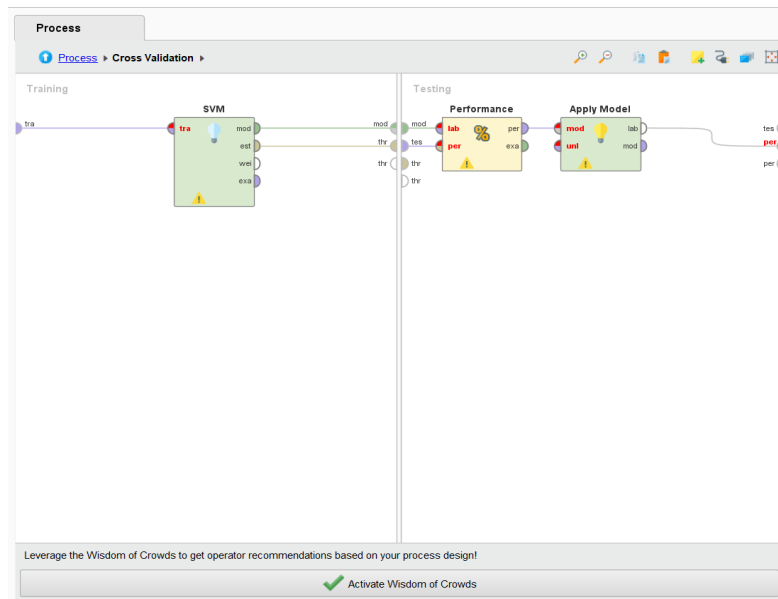 Process
Process ▸ Cross Validation ▸
Training
Testing
SVM
Performance
Apply Model
tra
tra
mod
est
wei
exa
mod
thr
thr
mod
tes
thr
thr
lab
per
per
exa
mod
unl
lab
mod
tes
per
per
Leverage the Wisdom of Crowds to get operator recommendations based on your process design!
Activate Wisdom of Crowds